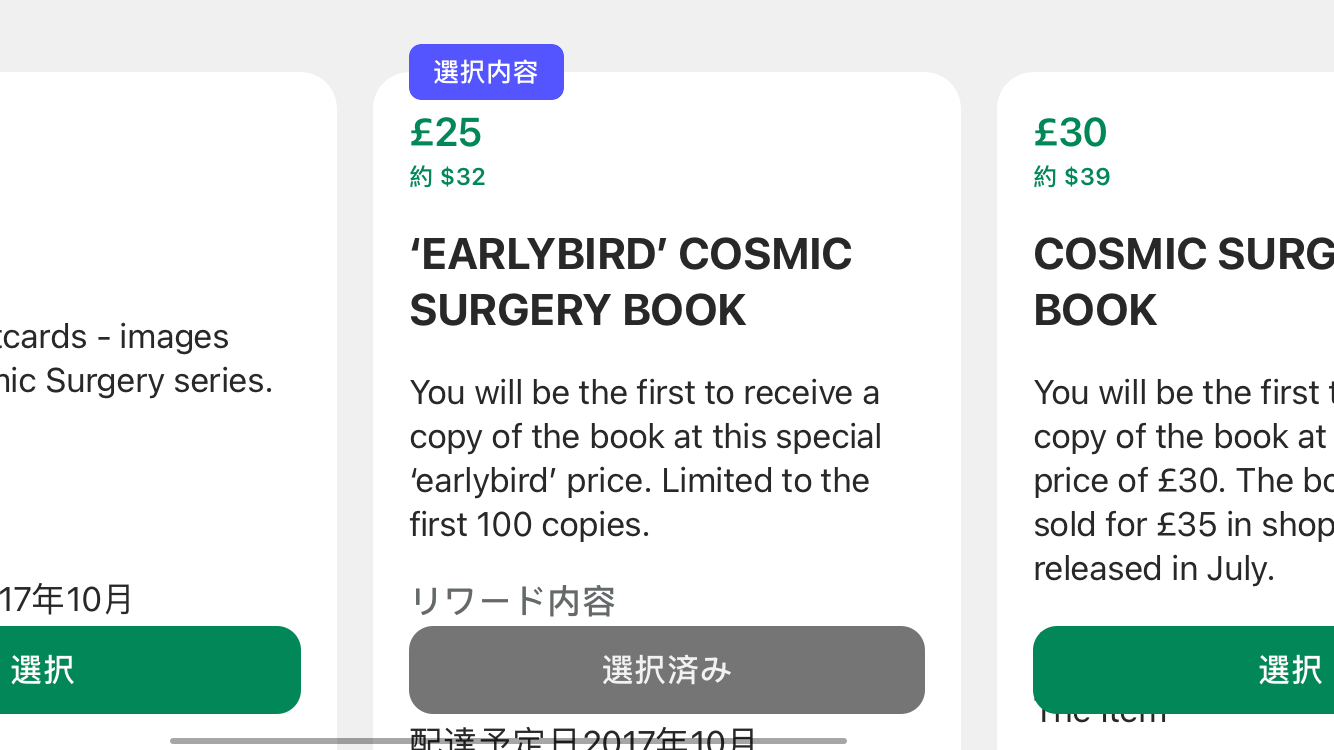 tcards - images
mic Surgery series.
17年10月
選択
選択内容
£25
約 $32
‘EARLYBIRD’ COSMIC
SURGERY BOOK
You will be the first to receive a
copy of the book at this special
‘earlybird’ price. Limited to the
first 100 copies.
リワード内容
選択済み
配達予定日2017年10月
£30
約 $39
COSMIC SURG
BOOK
You will be the first t
copy of the book at
price of £30. The bo
sold for £35 in shop
released in July.
選択
The item